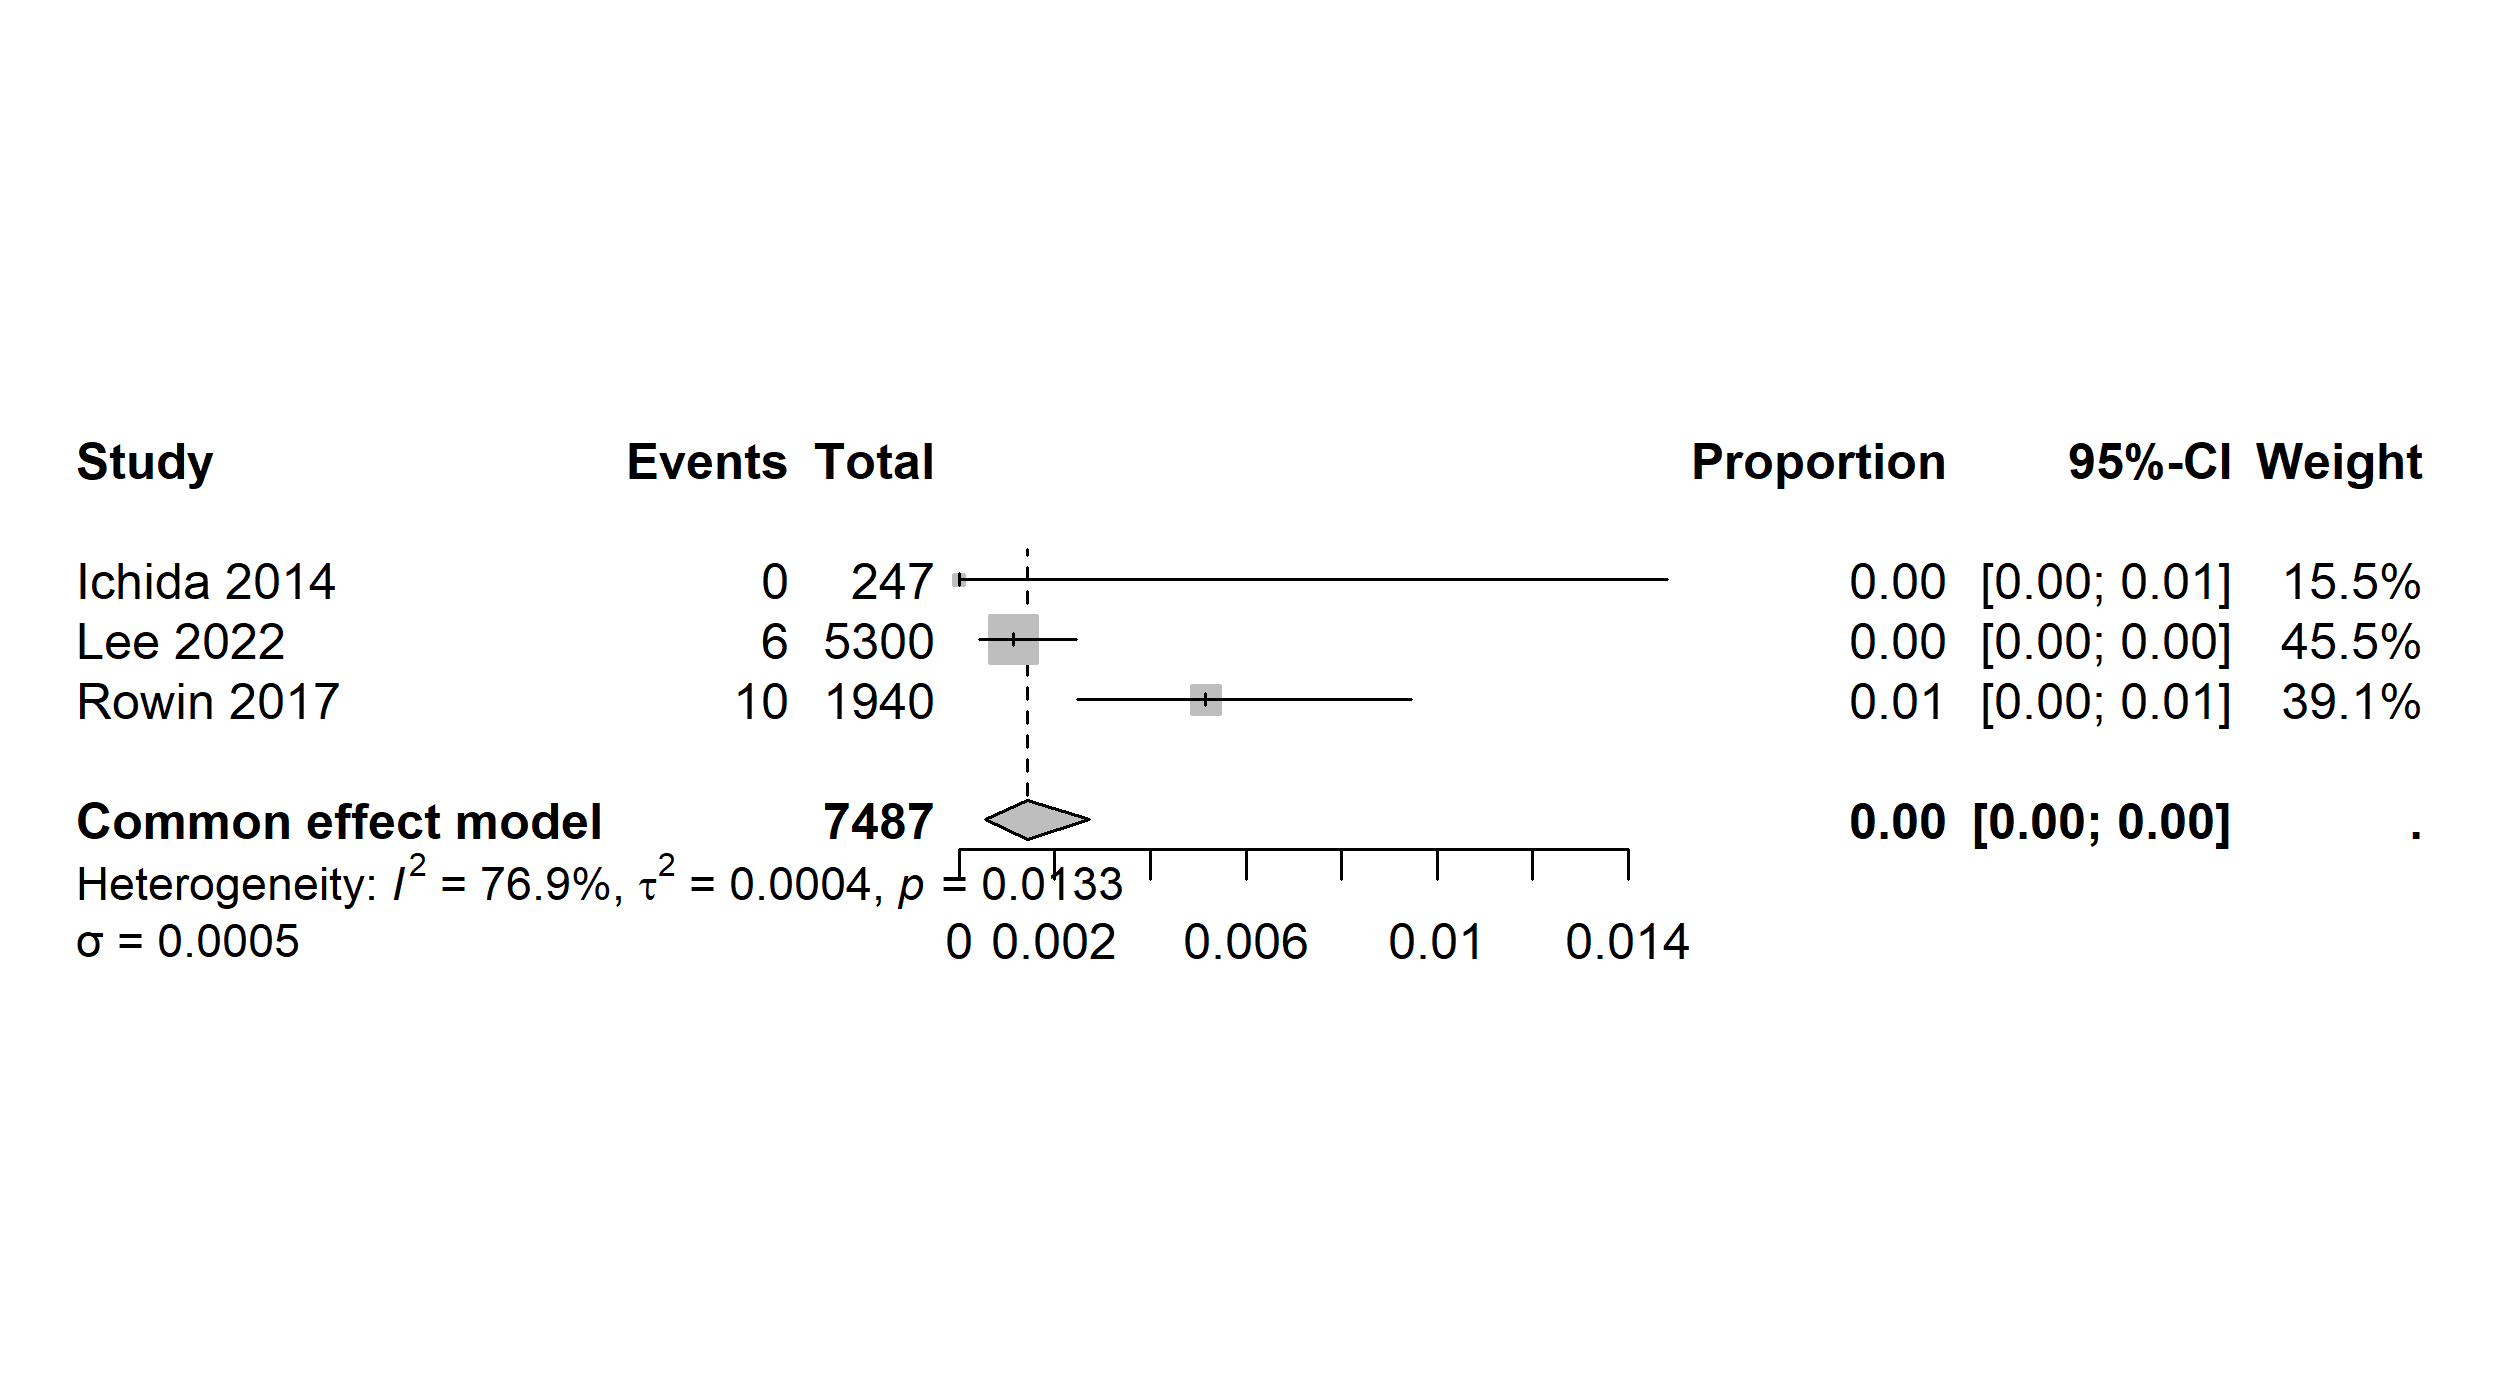 Study Events Total Proportion 95%-CI Weight
Ichida 2014 0 247 0.00 [0.00; 0.01] 15.5%
Lee 2022 6 5300 0.00 [0.00; 0.00] 45.5%
Rowin 2017 10 1940 0.01 [0.00; 0.01] 39.1%
Common effect model 7487 0.00 [0.00; 0.00] .
Heterogeneity: I² = 76.9%, τ² = 0.0004, p = 0.0133
σ = 0.0005 0 0.002 0.006 0.01 0.014